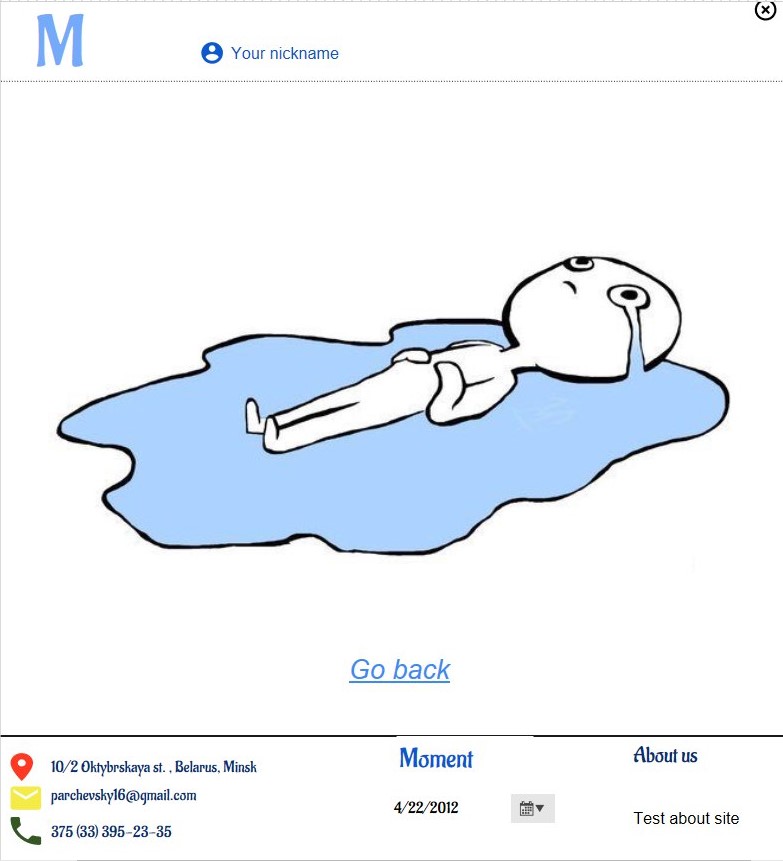 M
Your nickname
Go back
10/2 Oktybrskaya st. , Belarus, Minsk
parchevsky16@gmail.com
375 (33) 395-23-35
Moment
4/22/2012
About us
Test about site